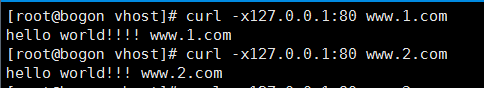 [root@bogon vhost]# curl -x127.0.0.1:80 www.1.com
hello world!!!! www.1.com
[root@bogon vhost]# curl -x127.0.0.1:80 www.2.com
hello world!!! www.2.com